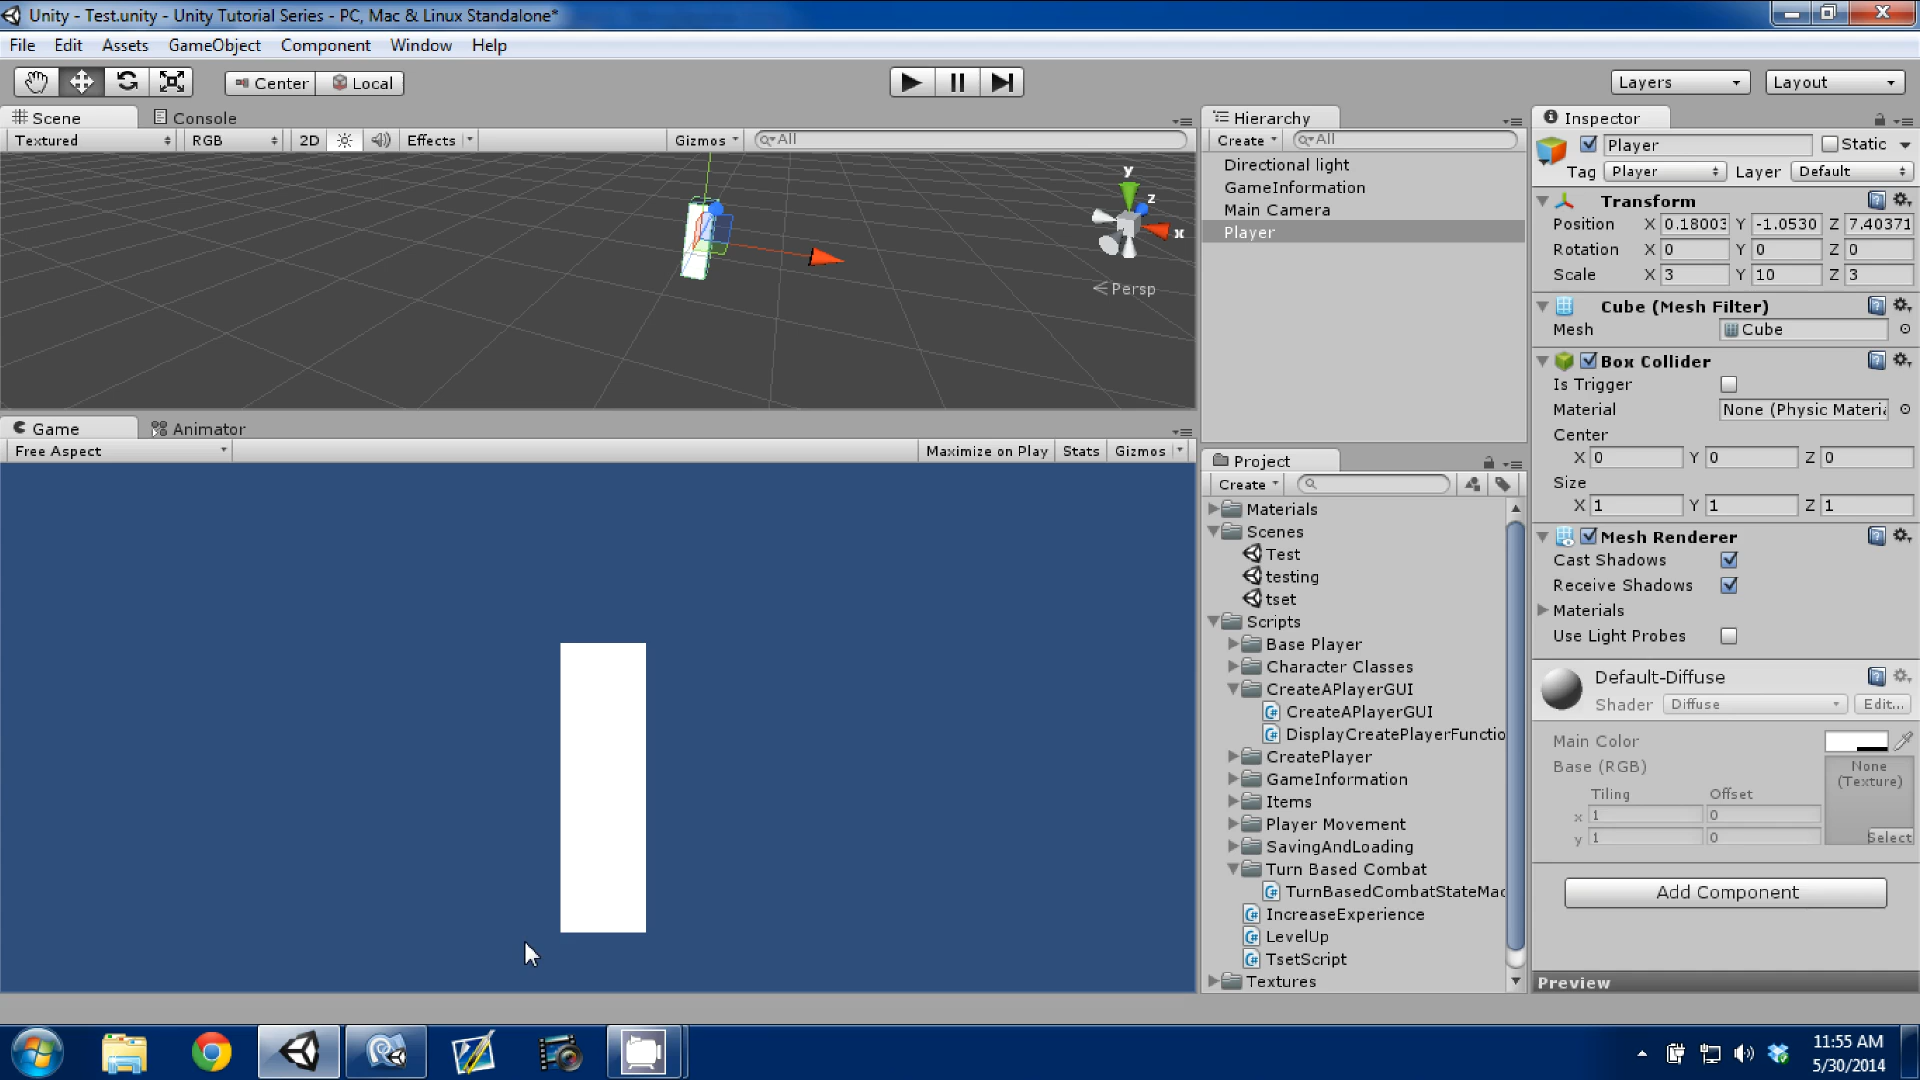 Unity - Test.unity - Unity Tutorial Series - PC, Mac & Linux Standalone*
File Edit Assets GameObject Component Window Help
Center Local
Layers Layout
Scene Console
Textured RGB 2D Effects Gizmos All
y
z
x
Persp
Game Animator
Free Aspect Maximize on Play Stats Gizmos
Hierarchy
Create All
Directional light
GameInformation
Main Camera
Player
Project
Create
Materials
Scenes
Test
testing
tset
Scripts
Base Player
Character Classes
CreateAPlayerGUI
CreateAPlayerGUI
DisplayCreatePlayerFunctio
CreatePlayer
GameInformation
Items
Player Movement
SavingAndLoading
Turn Based Combat
TurnBasedCombatStateMac
IncreaseExperience
LevelUp
TsetScript
Textures
Inspector
Player Static
Tag Player Layer Default
Transform
Position X 0.18003 Y -1.0530 Z 7.40371
Rotation X 0 Y 0 Z 0
Scale X 3 Y 10 Z 3
Cube (Mesh Filter)
Mesh Cube
Box Collider
Is Trigger
Material None (Physic Materia
Center
X 0 Y 0 Z 0
Size
X 1 Y 1 Z 1
Mesh Renderer
Cast Shadows
Receive Shadows
Materials
Use Light Probes
Default-Diffuse
Shader Diffuse Edit...
Main Color
Base (RGB) None
(Texture)
Tiling Offset
x 1 0
y 1 0
Select
Add Component
Preview
11:55 AM
5/30/2014